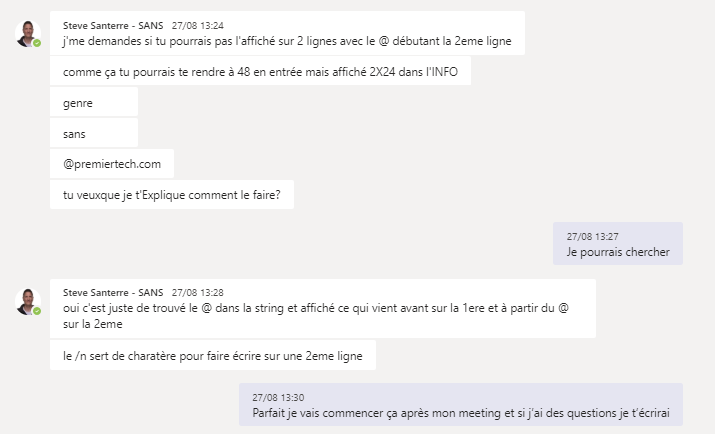 Steve Santerre - SANS 27/08 13:24
j'me demandes si tu pourrais pas l'affiché sur 2 lignes avec le @ débutant la 2eme ligne
comme ça tu pourrais te rendre à 48 en entrée mais affiché 2X24 dans l'INFO
genre
sans
@premiertech.com
tu veuxque je t'Explique comment le faire?
27/08 13:27
Je pourrais chercher
Steve Santerre - SANS 27/08 13:28
oui c'est juste de trouvé le @ dans la string et affiché ce qui vient avant sur la 1ere et à partir du @
sur la 2eme
le /n sert de charatère pour faire écrire sur une 2eme ligne
27/08 13:30
Parfait je vais commencer ça après mon meeting et si j'ai des questions je t'écrirai